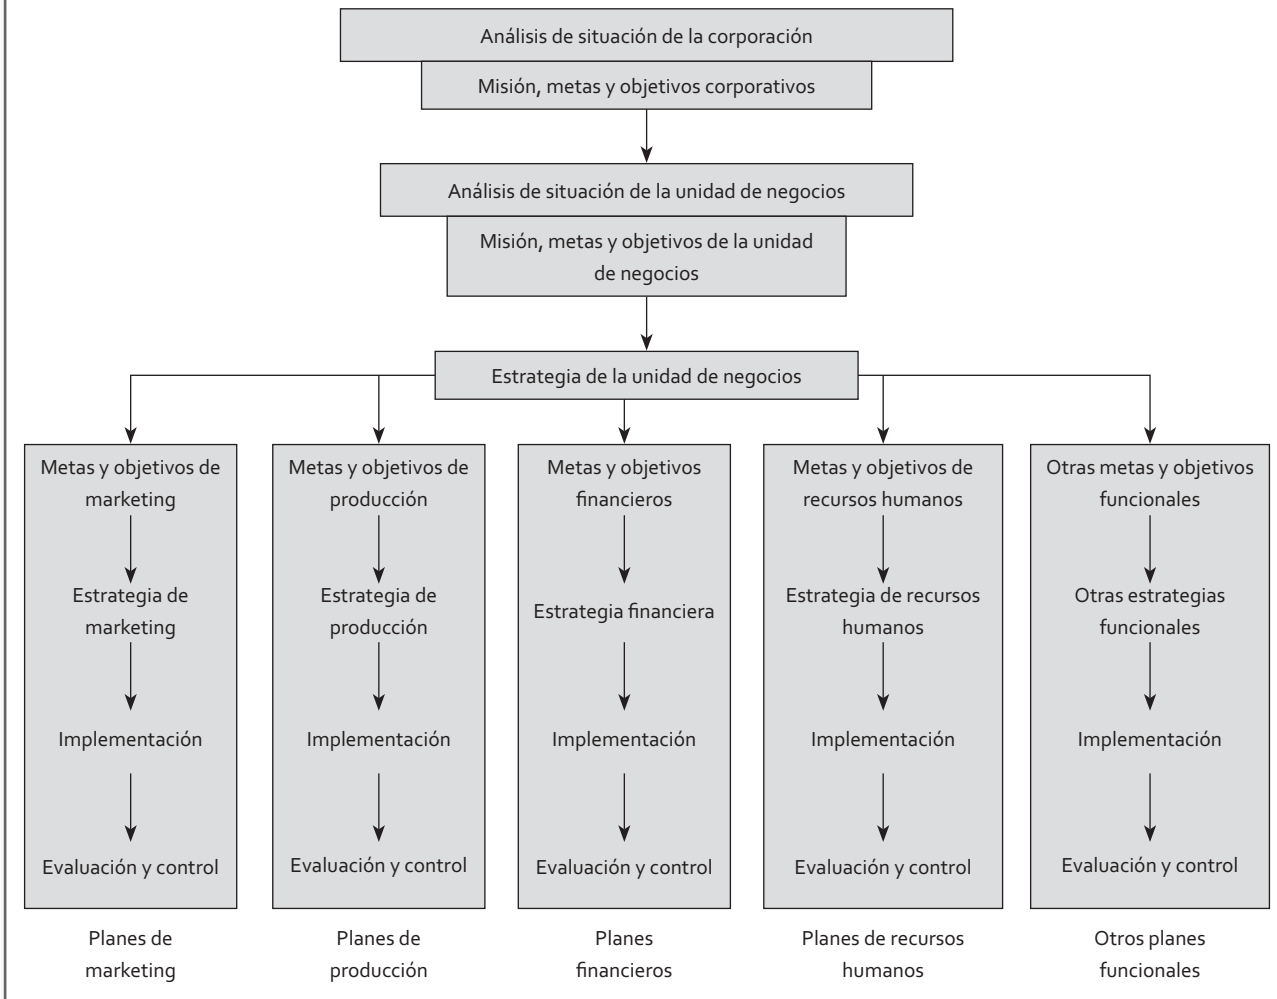 Análisis de situación de la corporación
Misión, metas y objetivos corporativos
Análisis de situación de la unidad de negocios
Misión, metas y objetivos de la unidad
de negocios
Estrategia de la unidad de negocios
Metas y objetivos de
marketing
Estrategia de
marketing
Implementación
Evaluación y control
Planes de
marketing
Metas y objetivos de
producción
Estrategia de
producción
Implementación
Evaluación y control
Planes de
producción
Metas y objetivos
financieros
Estrategia financiera
Implementación
Evaluación y control
Planes
financieros
Metas y objetivos de
recursos humanos
Estrategia de recursos
humanos
Implementación
Evaluación y control
Planes de recursos
humanos
Otras metas y objetivos
funcionales
Otras estrategias
funcionales
Implementación
Evaluación y control
Otros planes
funcionales